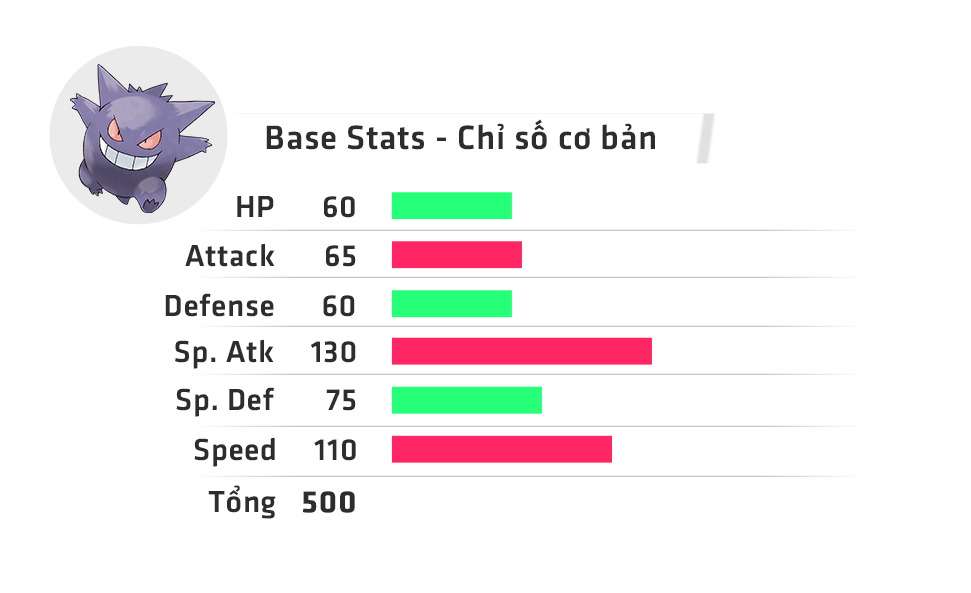 Base Stats - Chỉ số cơ bản
HP 60
Attack 65
Defense 60
Sp. Atk 130
Sp. Def 75
Speed 110
Tổng 500